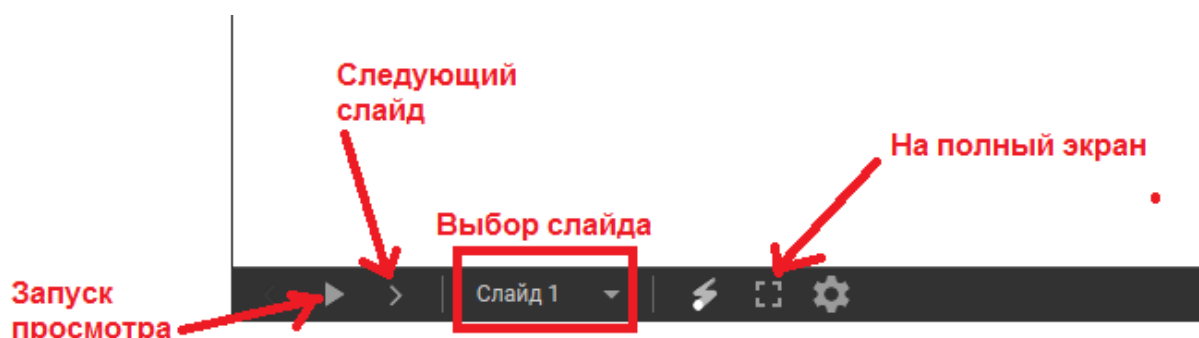 Следующий
слайд
На полный экран
Выбор слайда
Слайд 1
Запуск
просмотра